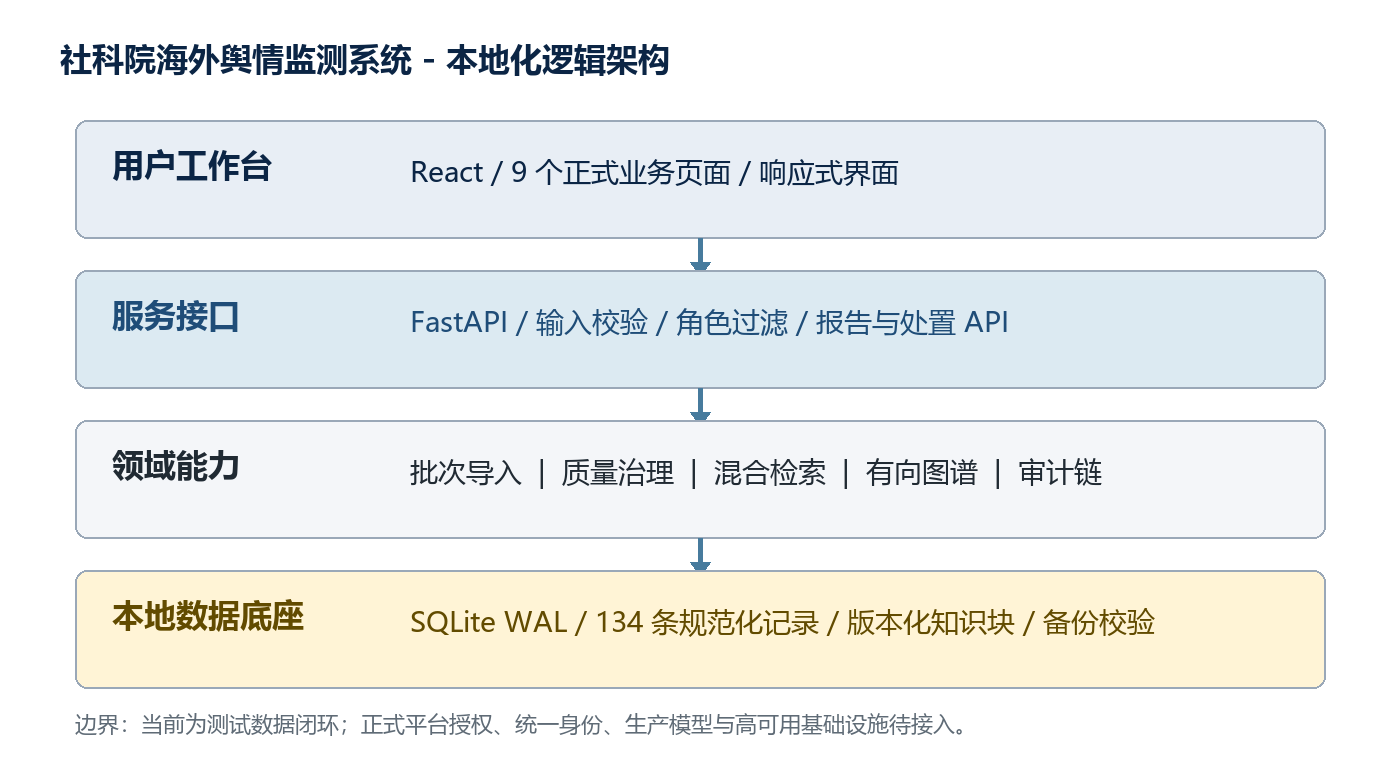 社科院海外舆情监测系统 - 本地化逻辑架构
用户工作台
React / 9 个正式业务页面 / 响应式界面
服务接口
FastAPI / 输入校验 / 角色过滤 / 报告与处置 API
领域能力
批次导入 | 质量治理 | 混合检索 | 有向图谱 | 审计链
本地数据底座
SQLite WAL / 134 条规范化记录 / 版本化知识块 / 备份校验
边界：当前为测试数据闭环；正式平台授权、统一身份、生产模型与高可用基础设施待接入。